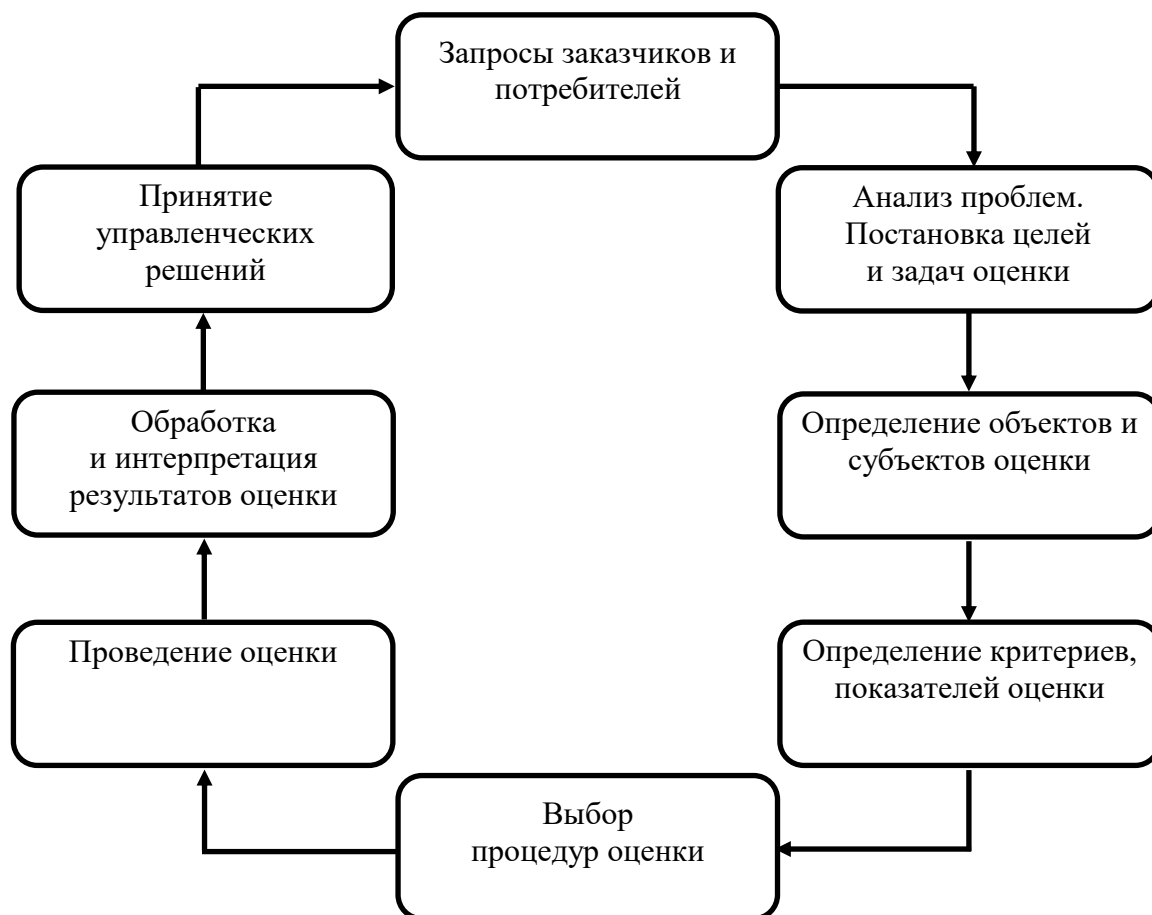 Запросы заказчиков и
потребителей
Анализ проблем.
Постановка целей
и задач оценки
Определение объектов и
субъектов оценки
Определение критериев,
показателей оценки
Выбор
процедур оценки
Проведение оценки
Обработка
и интерпретация
результатов оценки
Принятие
управленческих
решений